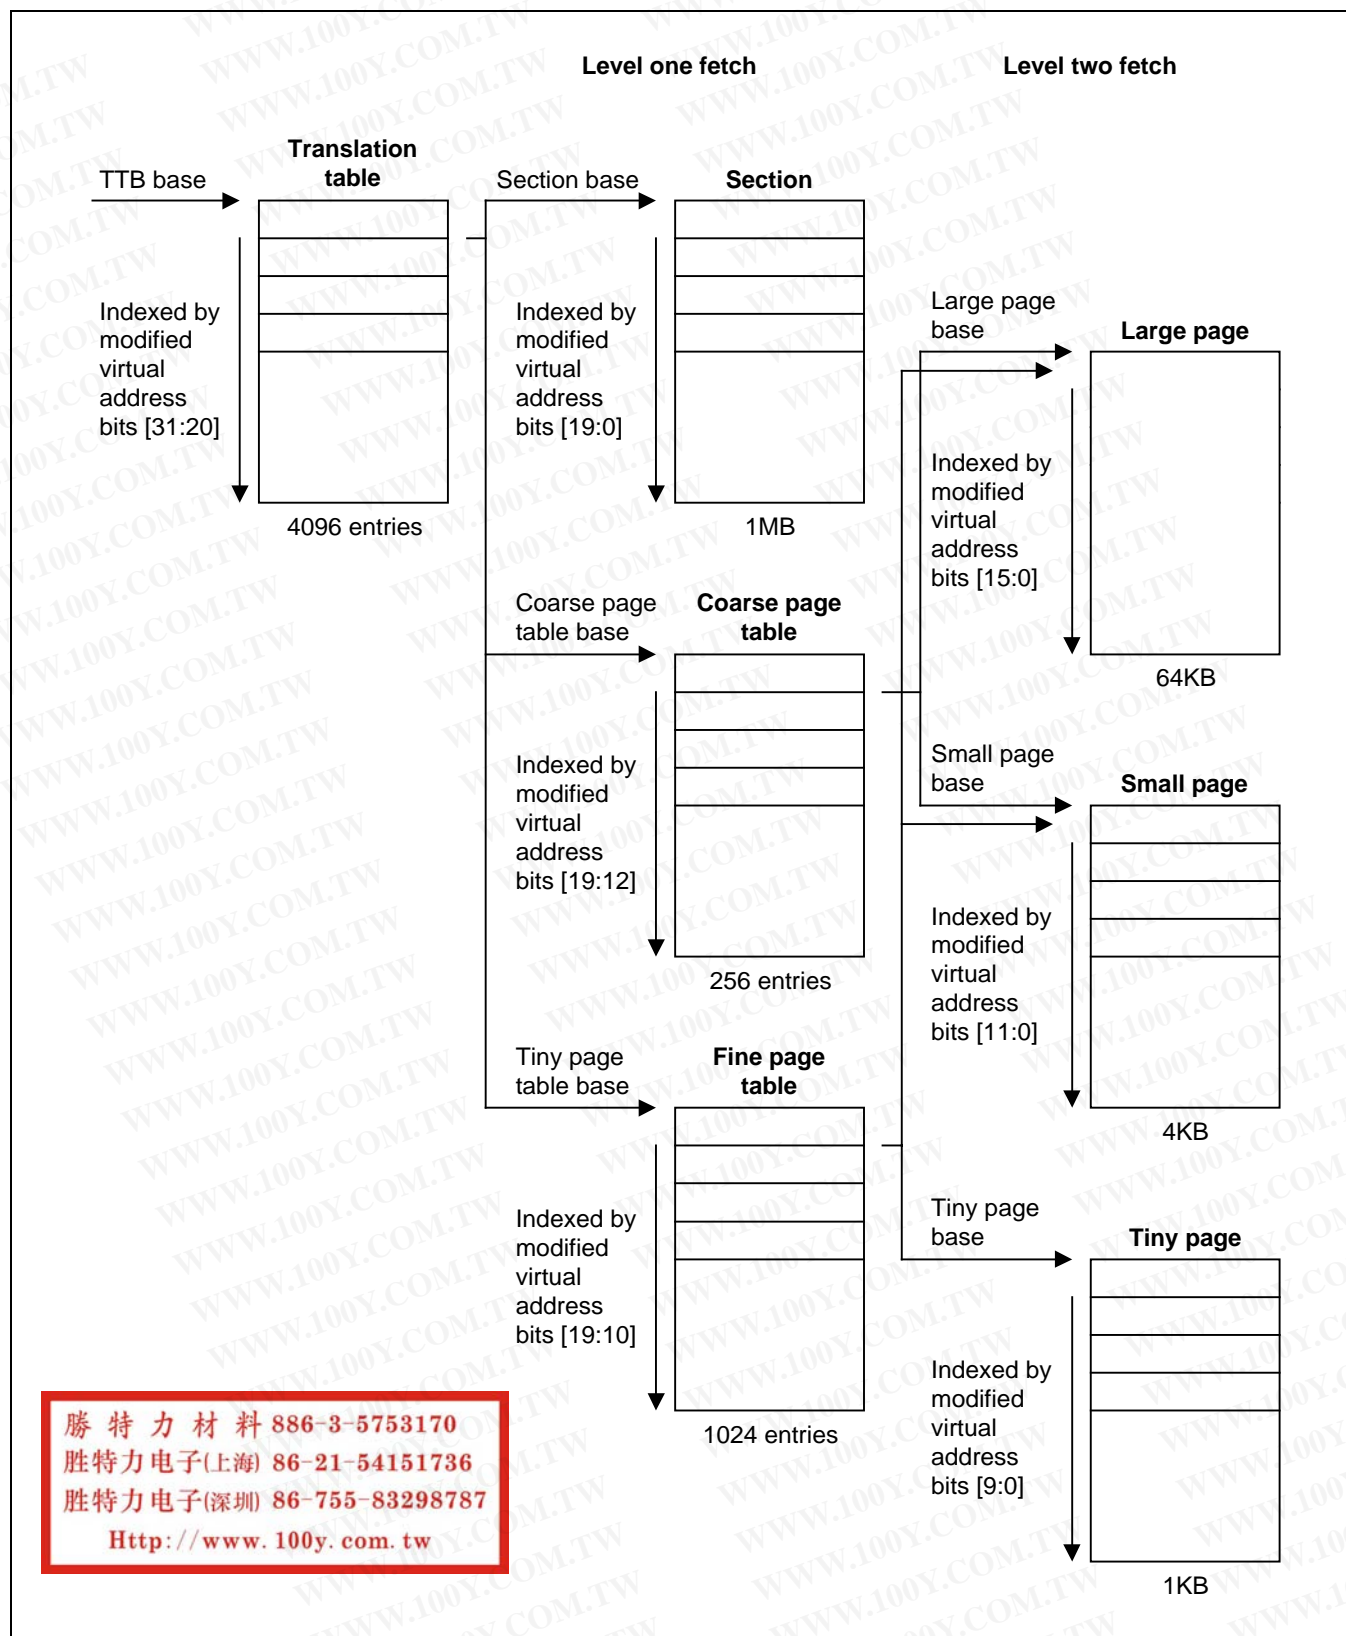 Level one fetch
Level two fetch
Translation
table
TTB base
Section base
Section
Indexed by
modified
virtual
address
bits [31:20]
4096 entries
Indexed by
modified
virtual
address
bits [19:0]
1MB
Large page
base
Large page
Indexed by
modified
virtual
address
bits [15:0]
64KB
Coarse page
table base
Coarse page
table
Indexed by
modified
virtual
address
bits [19:12]
256 entries
Small page
base
Small page
Indexed by
modified
virtual
address
bits [11:0]
4KB
Tiny page
table base
Fine page
table
Indexed by
modified
virtual
address
bits [19:10]
1024 entries
Tiny page
base
Tiny page
Indexed by
modified
virtual
address
bits [9:0]
1KB
勝 特 力 材 料 886-3-5753170
胜特力电子(上海) 86-21-54151736
胜特力电子(深圳) 86-755-83298787
Http://www.100y.com.tw
WWW.100Y.COM.TW